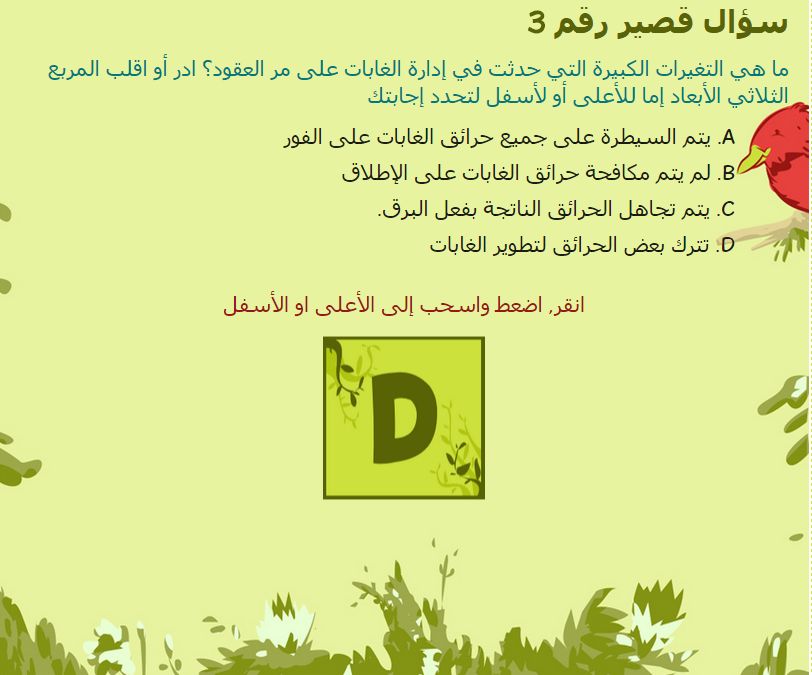 سؤال قصير رقم 3
ما هي التغيرات الكبيرة التي حدثت في إدارة الغابات على مر العقود؟ ادر أو اقلب المربع
الثلاثي الأبعاد إما للأعلى أو لأسفل لتحدد إجابتك
A. يتم السيطرة على جميع حرائق الغابات على الفور
B. لم يتم مكافحة حرائق الغابات على الإطلاق
C. يتم تجاهل الحرائق الناتجة بفعل البرق.
D. تترك بعض الحرائق لتطوير الغابات
انقر, اضغط واسحب إلى الأعلى او الأسفل
D